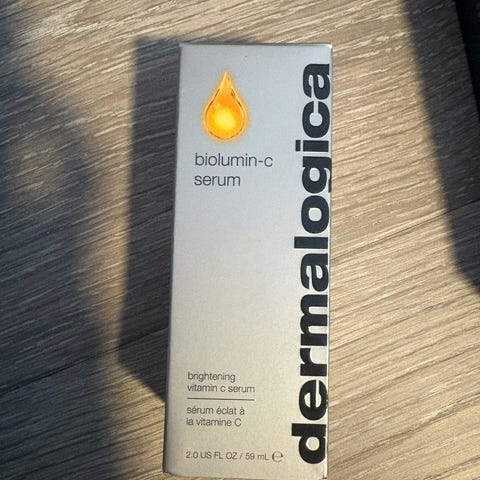 biolumin-c
serum
dermalogica
brightening
vitamin c serum
sérum éclat à
la vitamine C
2.0 US FL OZ / 59 mL ℮